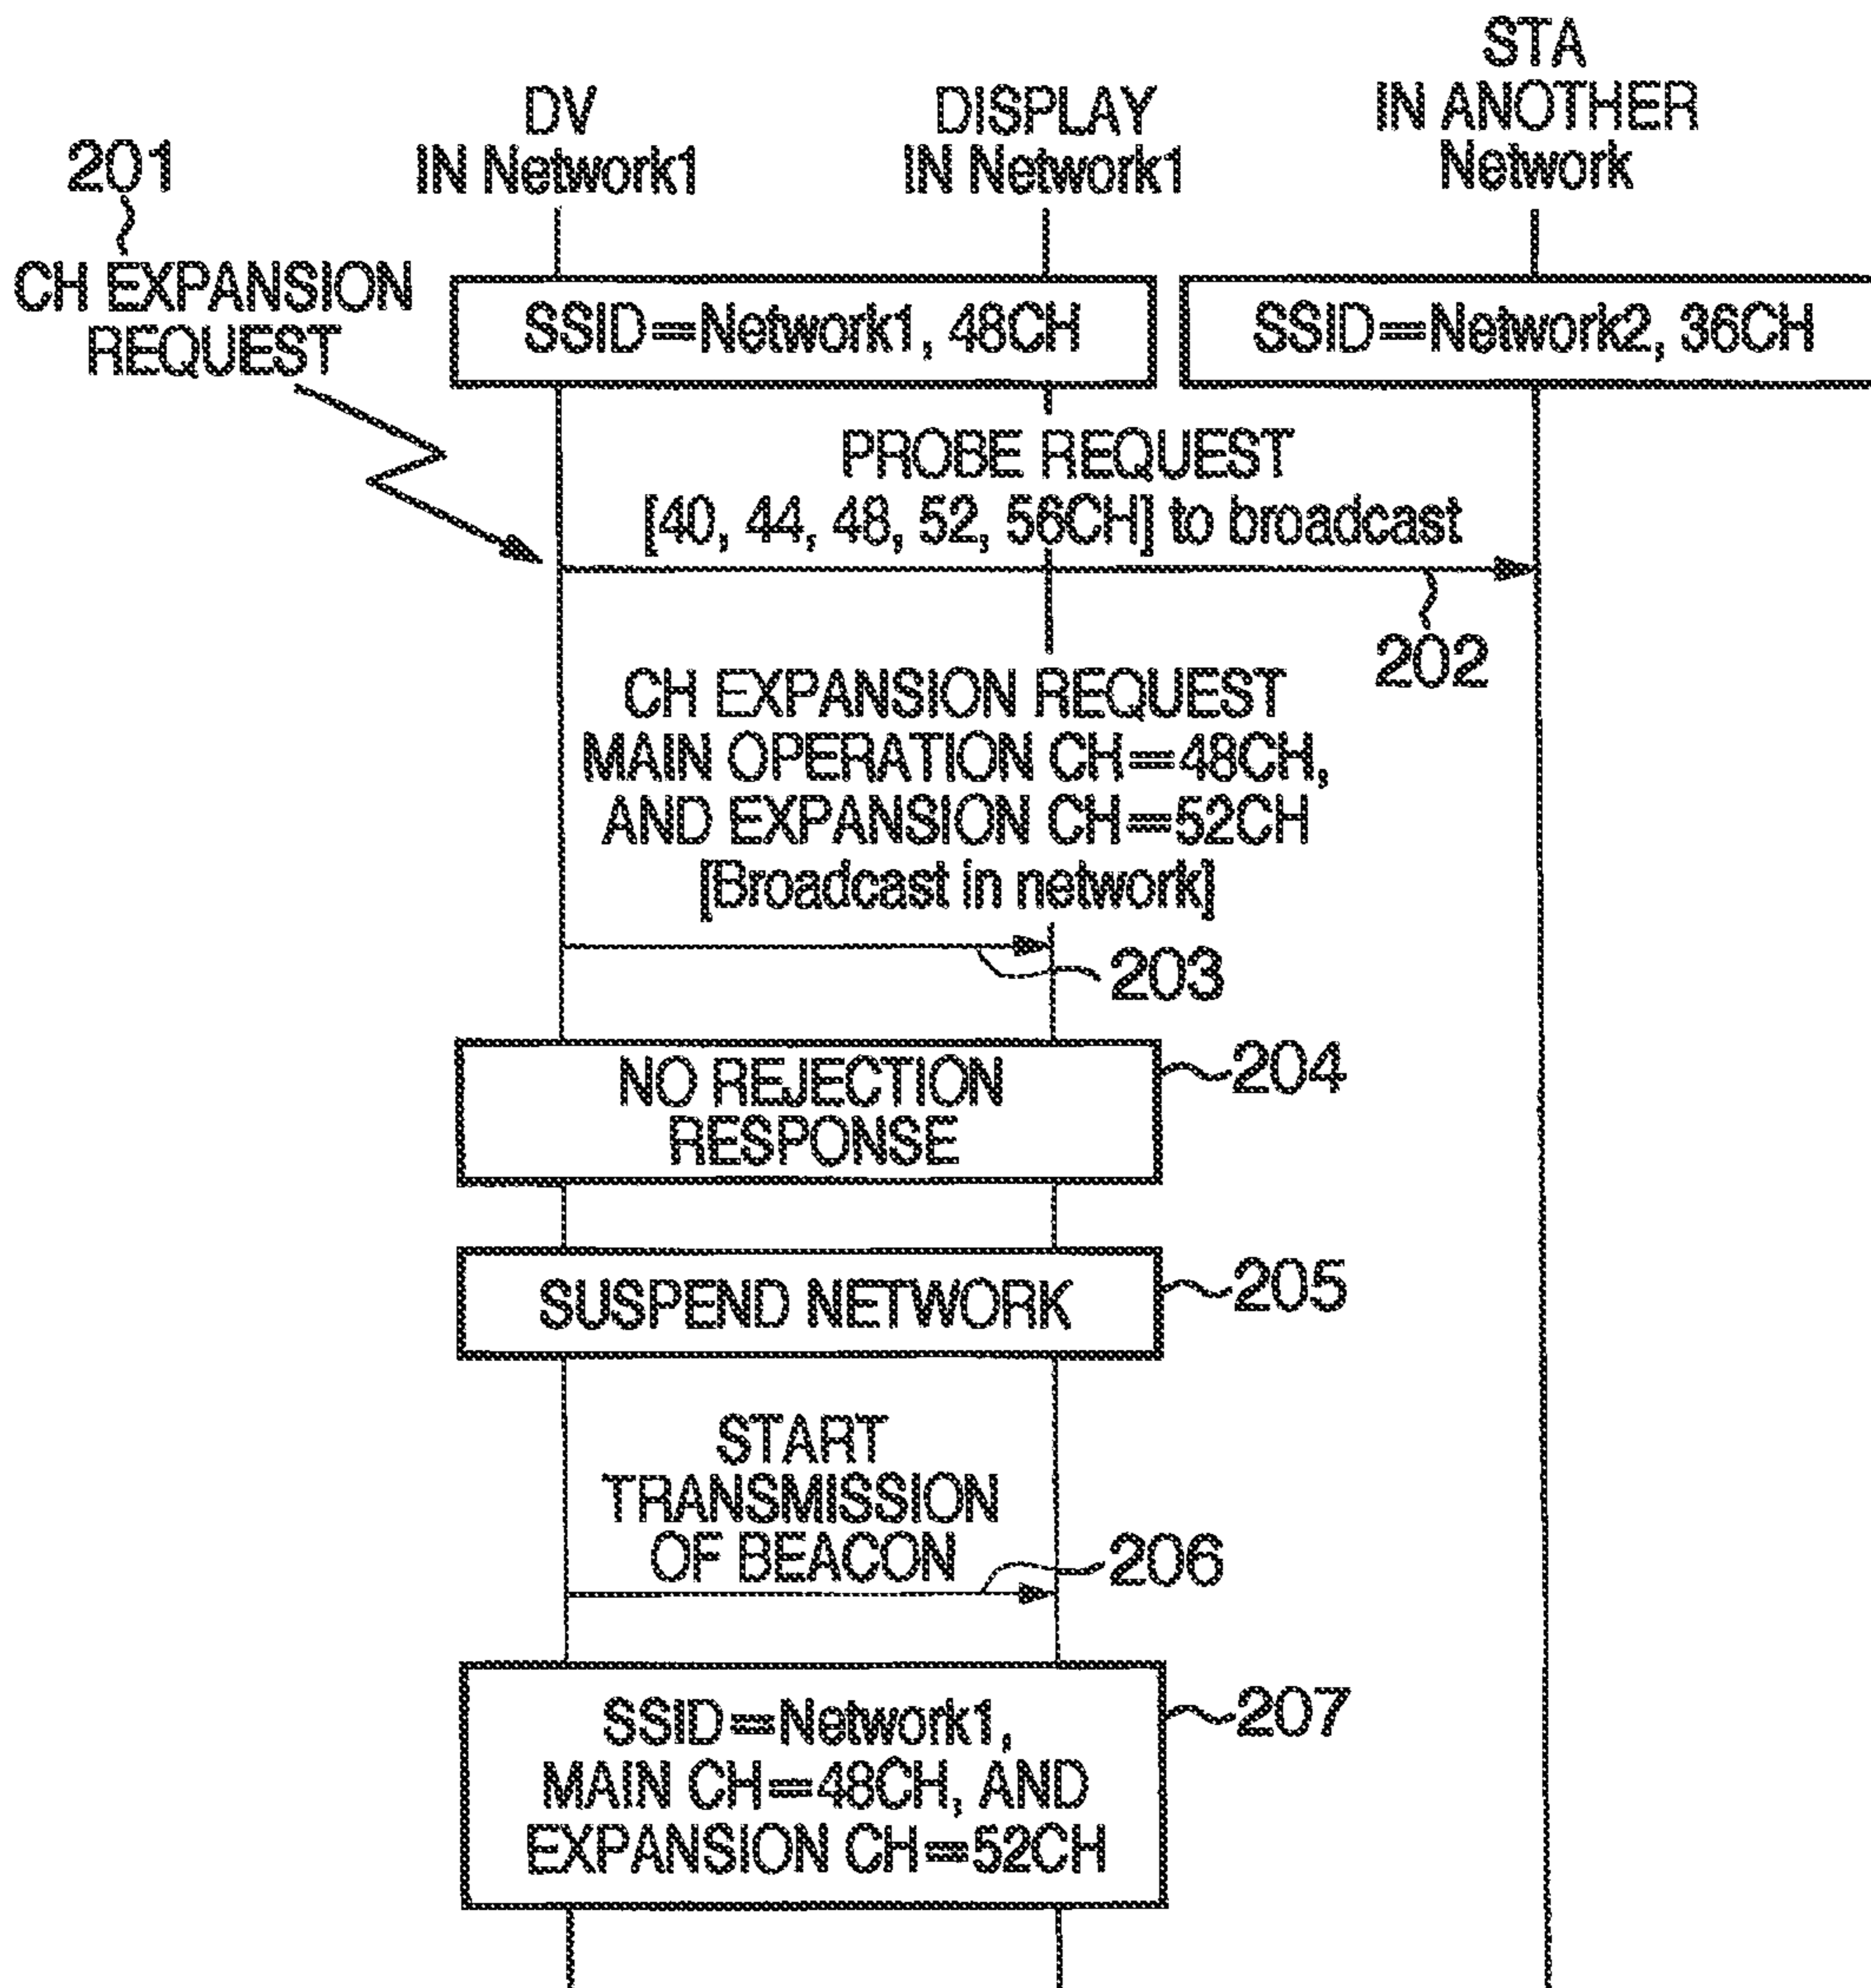 DV
IN Network1
DISPLAY
IN Network1
STA
IN ANOTHER
Network
201
CH EXPANSION
REQUEST
SSID=Network1, 48CH
SSID=Network2, 36CH
PROBE REQUEST
[40, 44, 48, 52, 56CH] to broadcast
202
CH EXPANSION REQUEST
MAIN OPERATION CH=48CH,
AND EXPANSION CH=52CH
[Broadcast in network]
203
NO REJECTION
RESPONSE
204
SUSPEND NETWORK
205
START
TRANSMISSION
OF BEACON
206
SSID=Network1,
MAIN CH=48CH, AND
EXPANSION CH=52CH
207